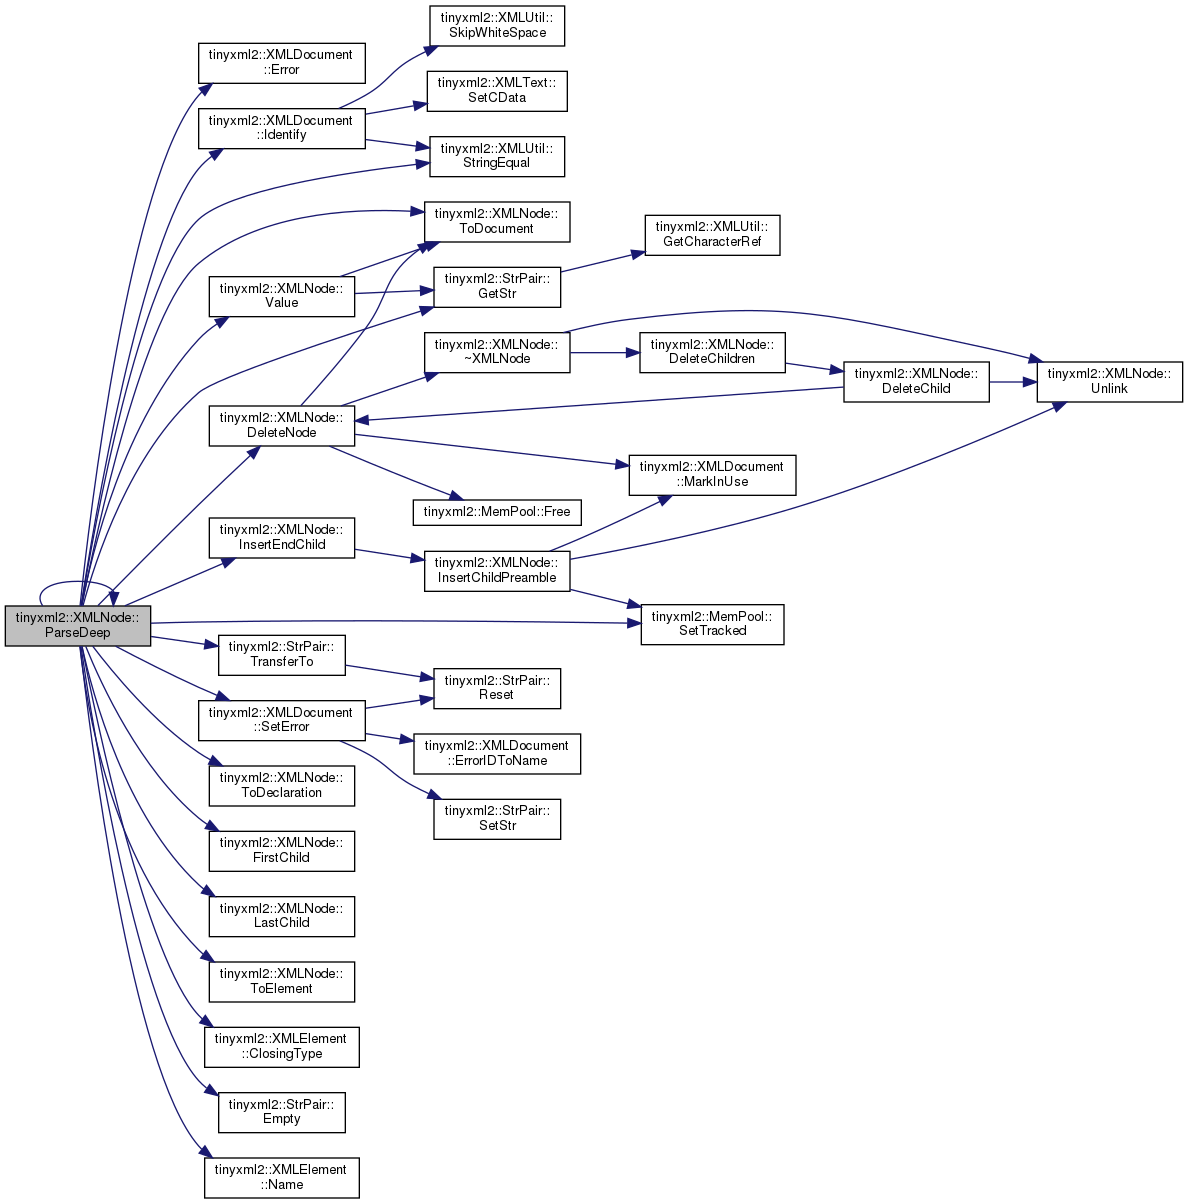 tinyxml2::XMLUtil::
SkipWhiteSpace
tinyxml2::XMLDocument
::Error
tinyxml2::XMLText::
SetCData
tinyxml2::XMLDocument
::Identify
tinyxml2::XMLUtil::
StringEqual
tinyxml2::XMLNode::
ToDocument
tinyxml2::XMLUtil::
GetCharacterRef
tinyxml2::XMLNode::
Value
tinyxml2::StrPair::
GetStr
tinyxml2::XMLNode::
~XMLNode
tinyxml2::XMLNode::
DeleteChildren
tinyxml2::XMLNode::
DeleteChild
tinyxml2::XMLNode::
Unlink
tinyxml2::XMLNode::
DeleteNode
tinyxml2::XMLDocument
::MarkInUse
tinyxml2::MemPool::Free
tinyxml2::XMLNode::
InsertEndChild
tinyxml2::XMLNode::
InsertChildPreamble
tinyxml2::XMLNode::
ParseDeep
tinyxml2::MemPool::
SetTracked
tinyxml2::StrPair::
TransferTo
tinyxml2::StrPair::
Reset
tinyxml2::XMLDocument
::SetError
tinyxml2::XMLDocument
::ErrorIDToName
tinyxml2::XMLNode::
ToDeclaration
tinyxml2::StrPair::
SetStr
tinyxml2::XMLNode::
FirstChild
tinyxml2::XMLNode::
LastChild
tinyxml2::XMLNode::
ToElement
tinyxml2::XMLElement
::ClosingType
tinyxml2::StrPair::
Empty
tinyxml2::XMLElement
::Name